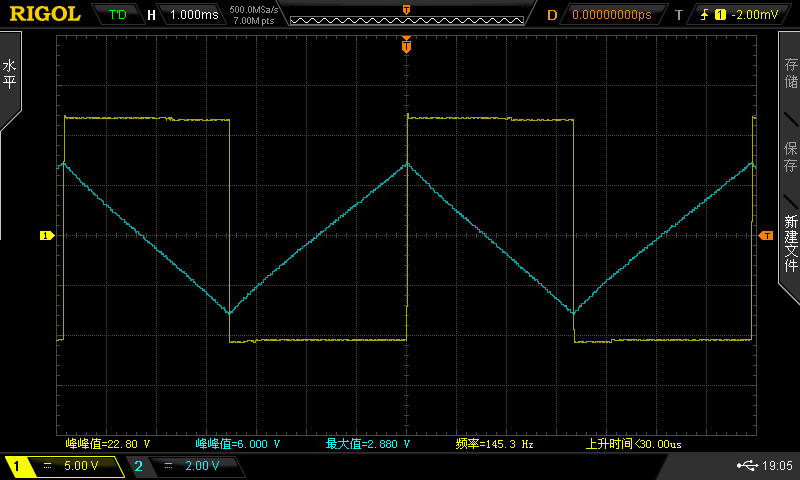 RIGOL T'D H 1.000ms 500.0MSa/s 7.00M pts T D 0.00000000ps T 1 -2.00mV
水平
T
存储
保存
新建文件
1
T
峰峰值=22.80 V 峰峰值=6.000 V 最大值=2.880 V 频率=145.3 Hz 上升时间<30.00us
1 5.00 V 2 2.00 V 19:05